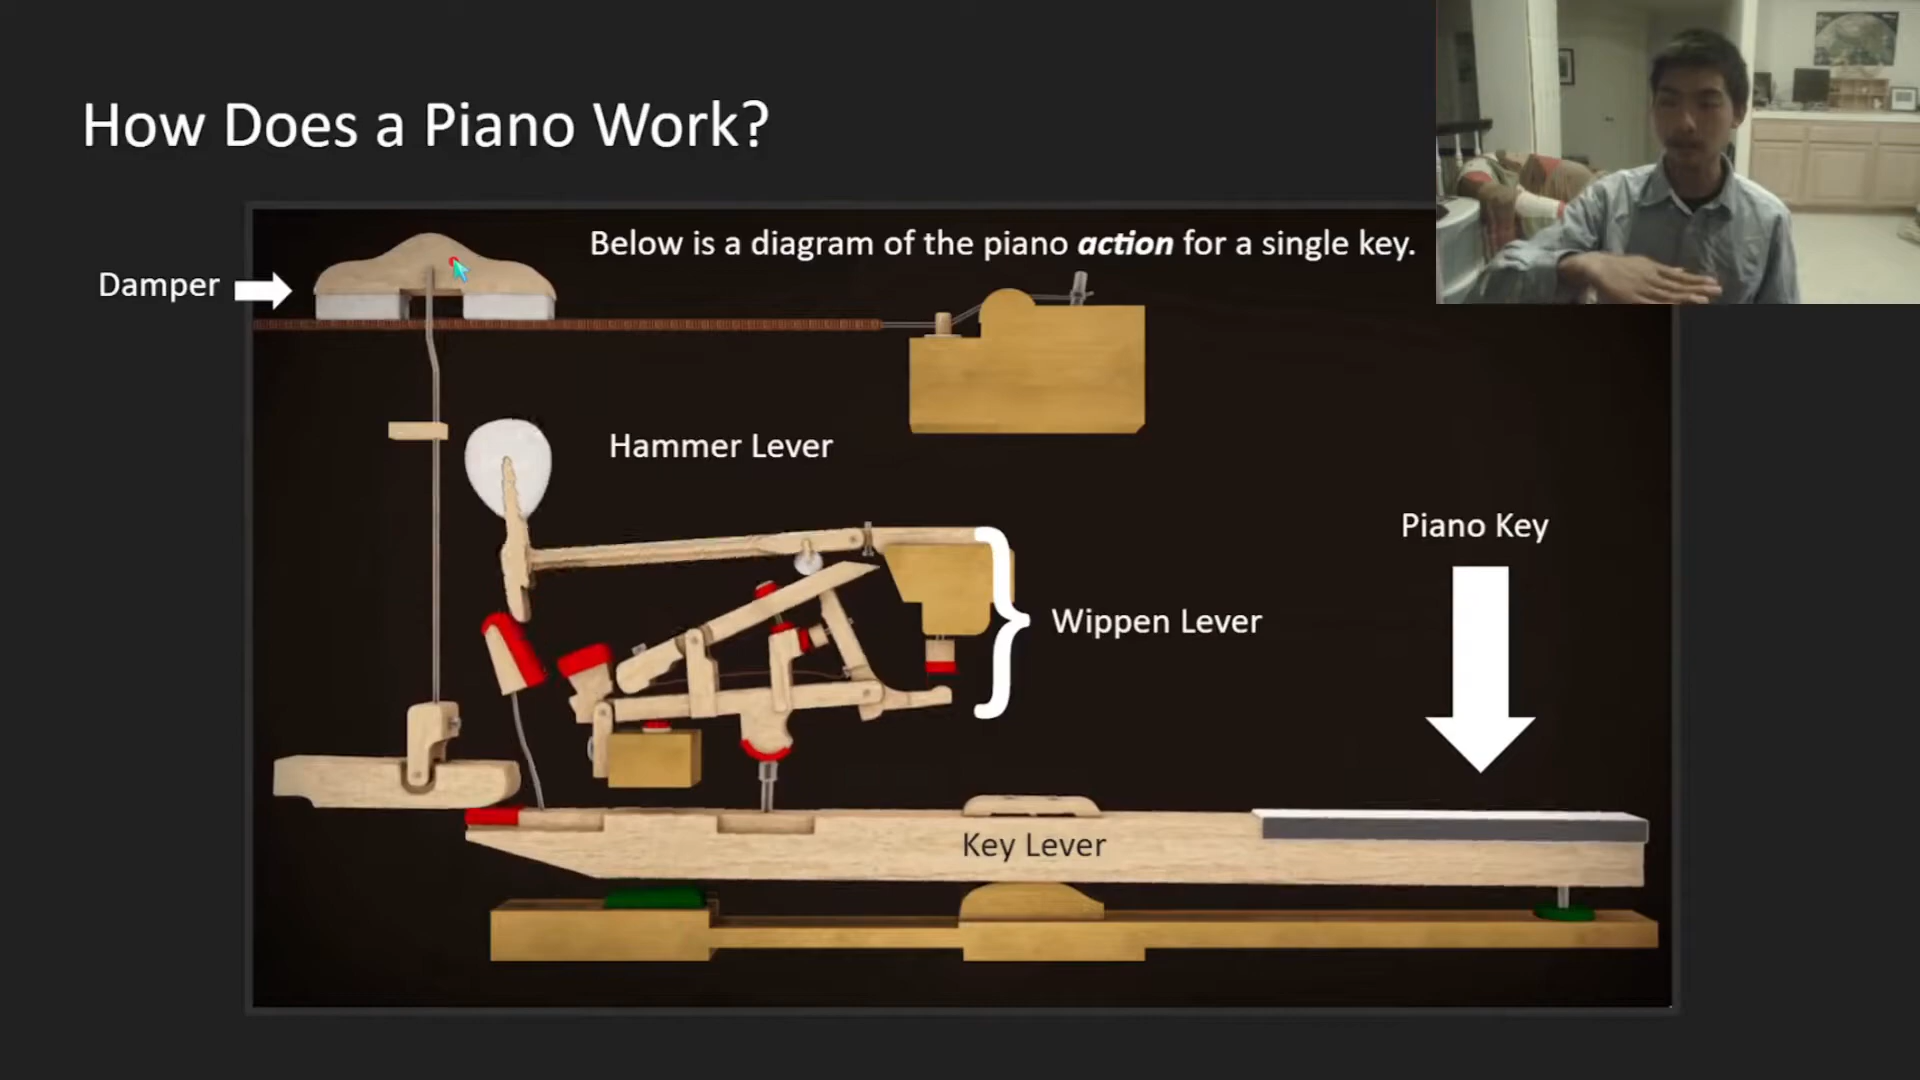 How Does a Piano Work?
Below is a diagram of the piano action for a single key.
Damper
Hammer Lever
Piano Key
Wippen Lever
Key Lever